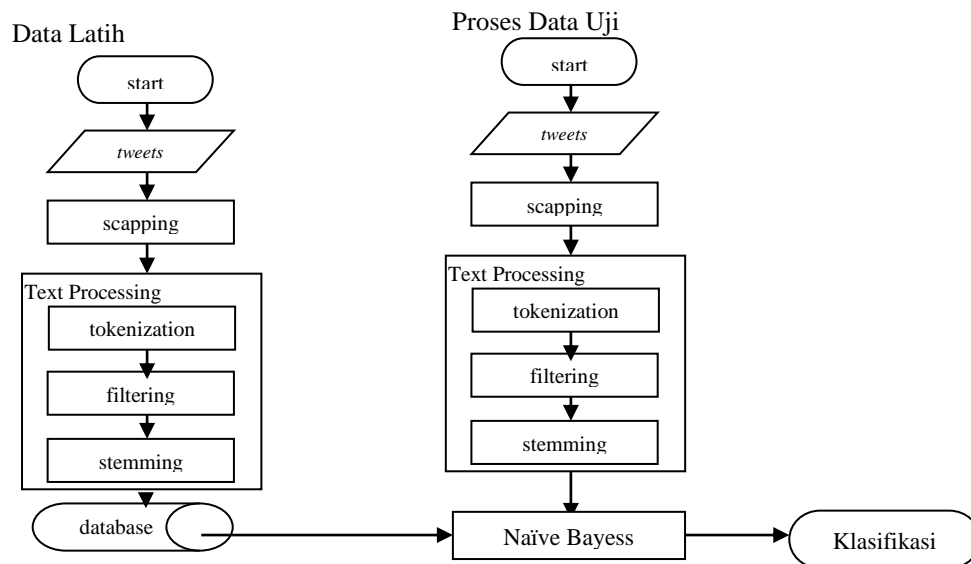 Data Latih
start
tweets
scapping
Text Processing
tokenization
filtering
stemming
database
Proses Data Uji
start
tweets
scapping
Text Processing
tokenization
filtering
stemming
Naïve Bayess
Klasifikasi